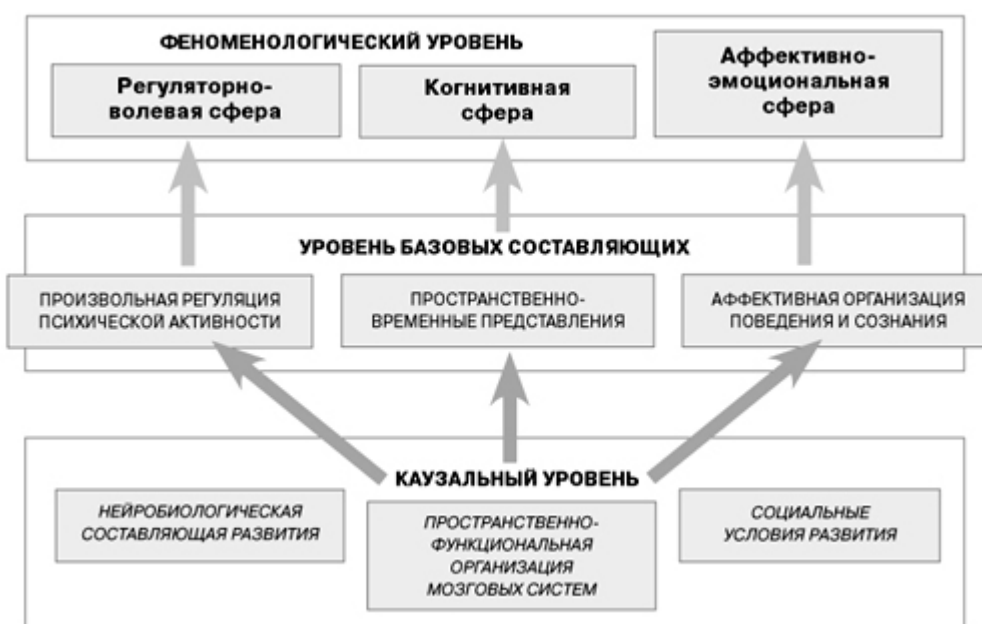 ФЕНОМЕНОЛОГИЧЕСКИЙ УРОВЕНЬ
Регуляторно-
волевая сфера
Когнитивная
сфера
Аффективно-
эмоциональная
сфера
УРОВЕНЬ БАЗОВЫХ СОСТАВЛЯЮЩИХ
ПРОИЗВОЛЬНАЯ РЕГУЛЯЦИЯ
ПСИХИЧЕСКОЙ АКТИВНОСТИ
ПРОСТРАНСТВЕННО-
ВРЕМЕННЫЕ ПРЕДСТАВЛЕНИЯ
АФФЕКТИВНАЯ ОРГАНИЗАЦИЯ
ПОВЕДЕНИЯ И СОЗНАНИЯ
КАУЗАЛЬНЫЙ УРОВЕНЬ
НЕЙРОБИОЛОГИЧЕСКАЯ
СОСТАВЛЯЮЩАЯ РАЗВИТИЯ
ПРОСТРАНСТВЕННО-
ФУНКЦИОНАЛЬНАЯ
ОРГАНИЗАЦИЯ
МОЗГОВЫХ СИСТЕМ
СОЦИАЛЬНЫЕ
УСЛОВИЯ РАЗВИТИЯ